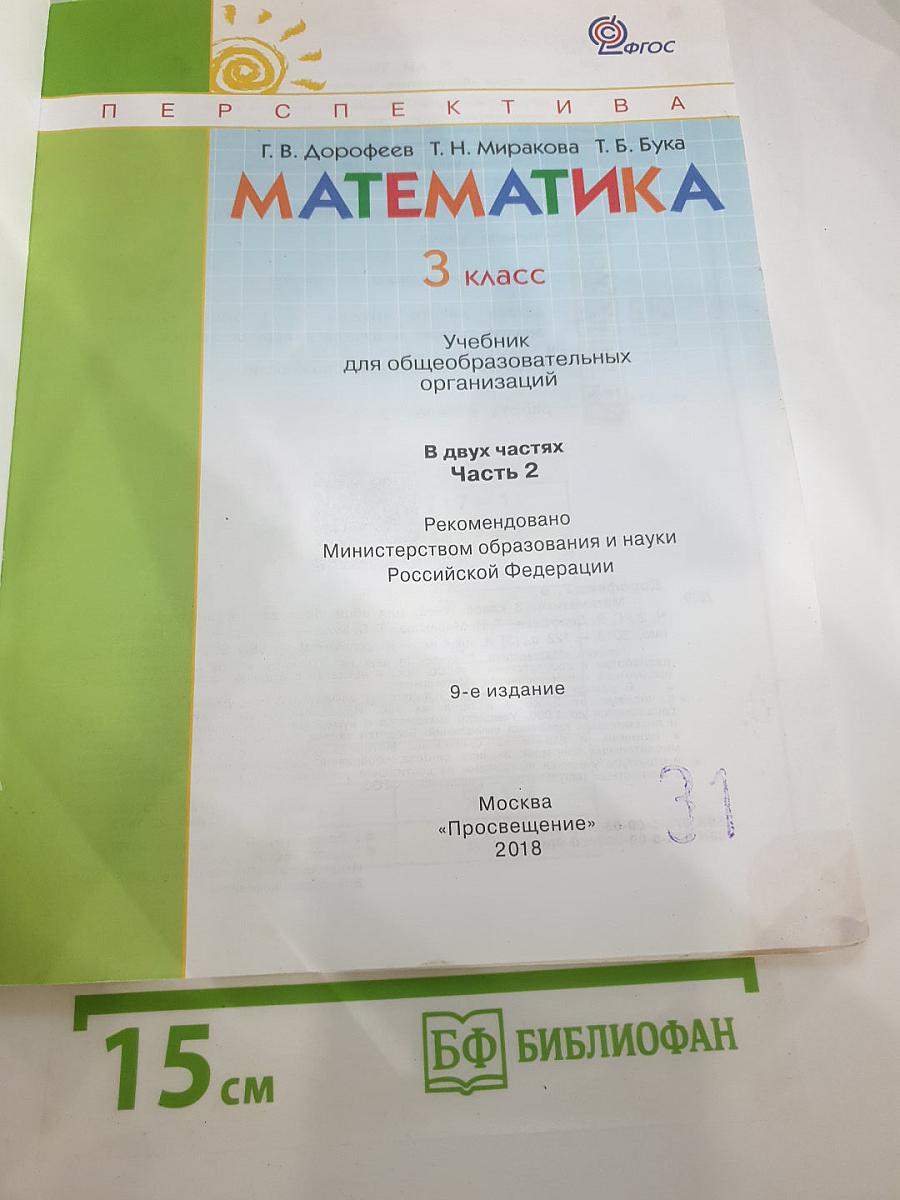 ФГОС
ПЕРСПЕКТИВА
Г. В. Дорофеев Т. Н. Миракова Т. Б. Бука
МАТЕМАТИКА
3 класс
Учебник
для общеобразовательных
организаций
В двух частях
Часть 2
Рекомендовано
Министерством образования и науки
Российской Федерации
9-е издание
Москва
«Просвещение»
2018
31
15 см
БФ БИБЛИОФАН